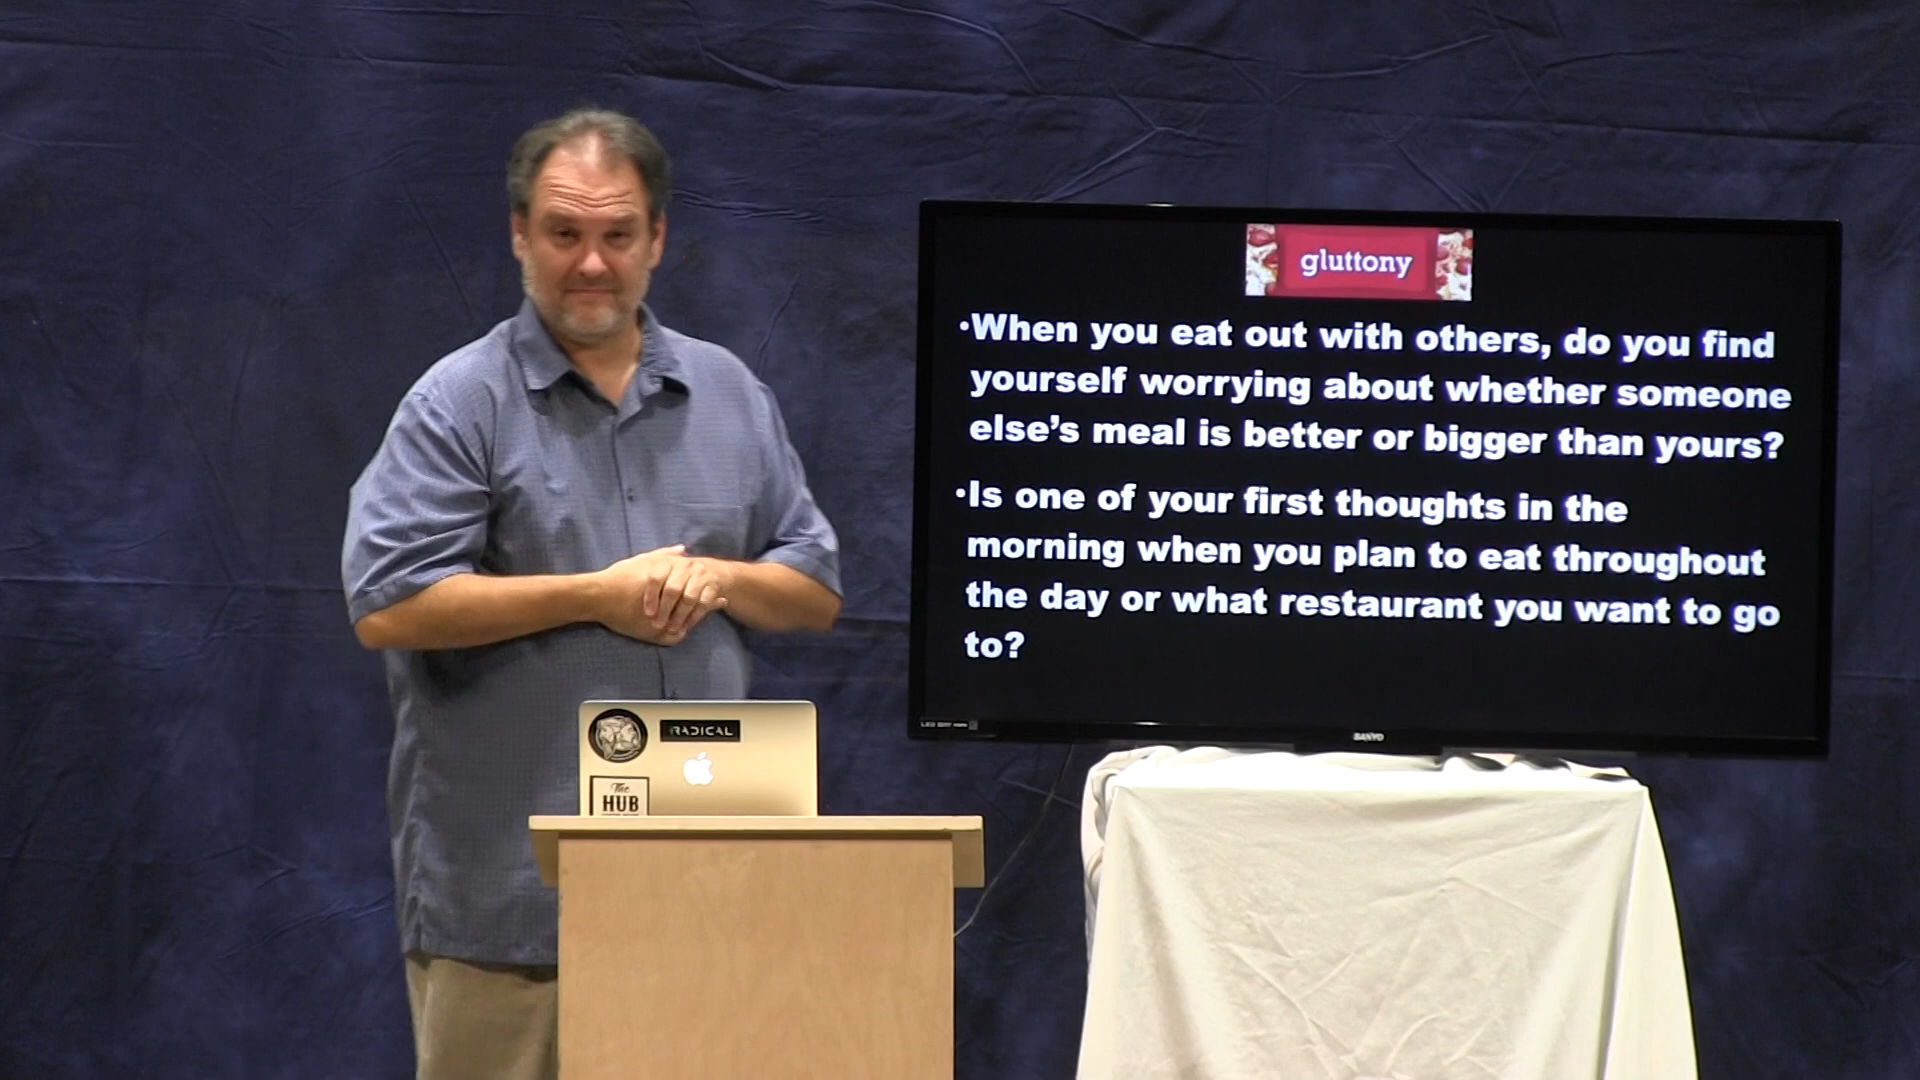 gluttony
•When you eat out with others, do you find
yourself worrying about whether someone
else’s meal is better or bigger than yours?
•Is one of your first thoughts in the
morning when you plan to eat throughout
the day or what restaurant you want to go
to?
SANYO
RADICAL
The
HUB